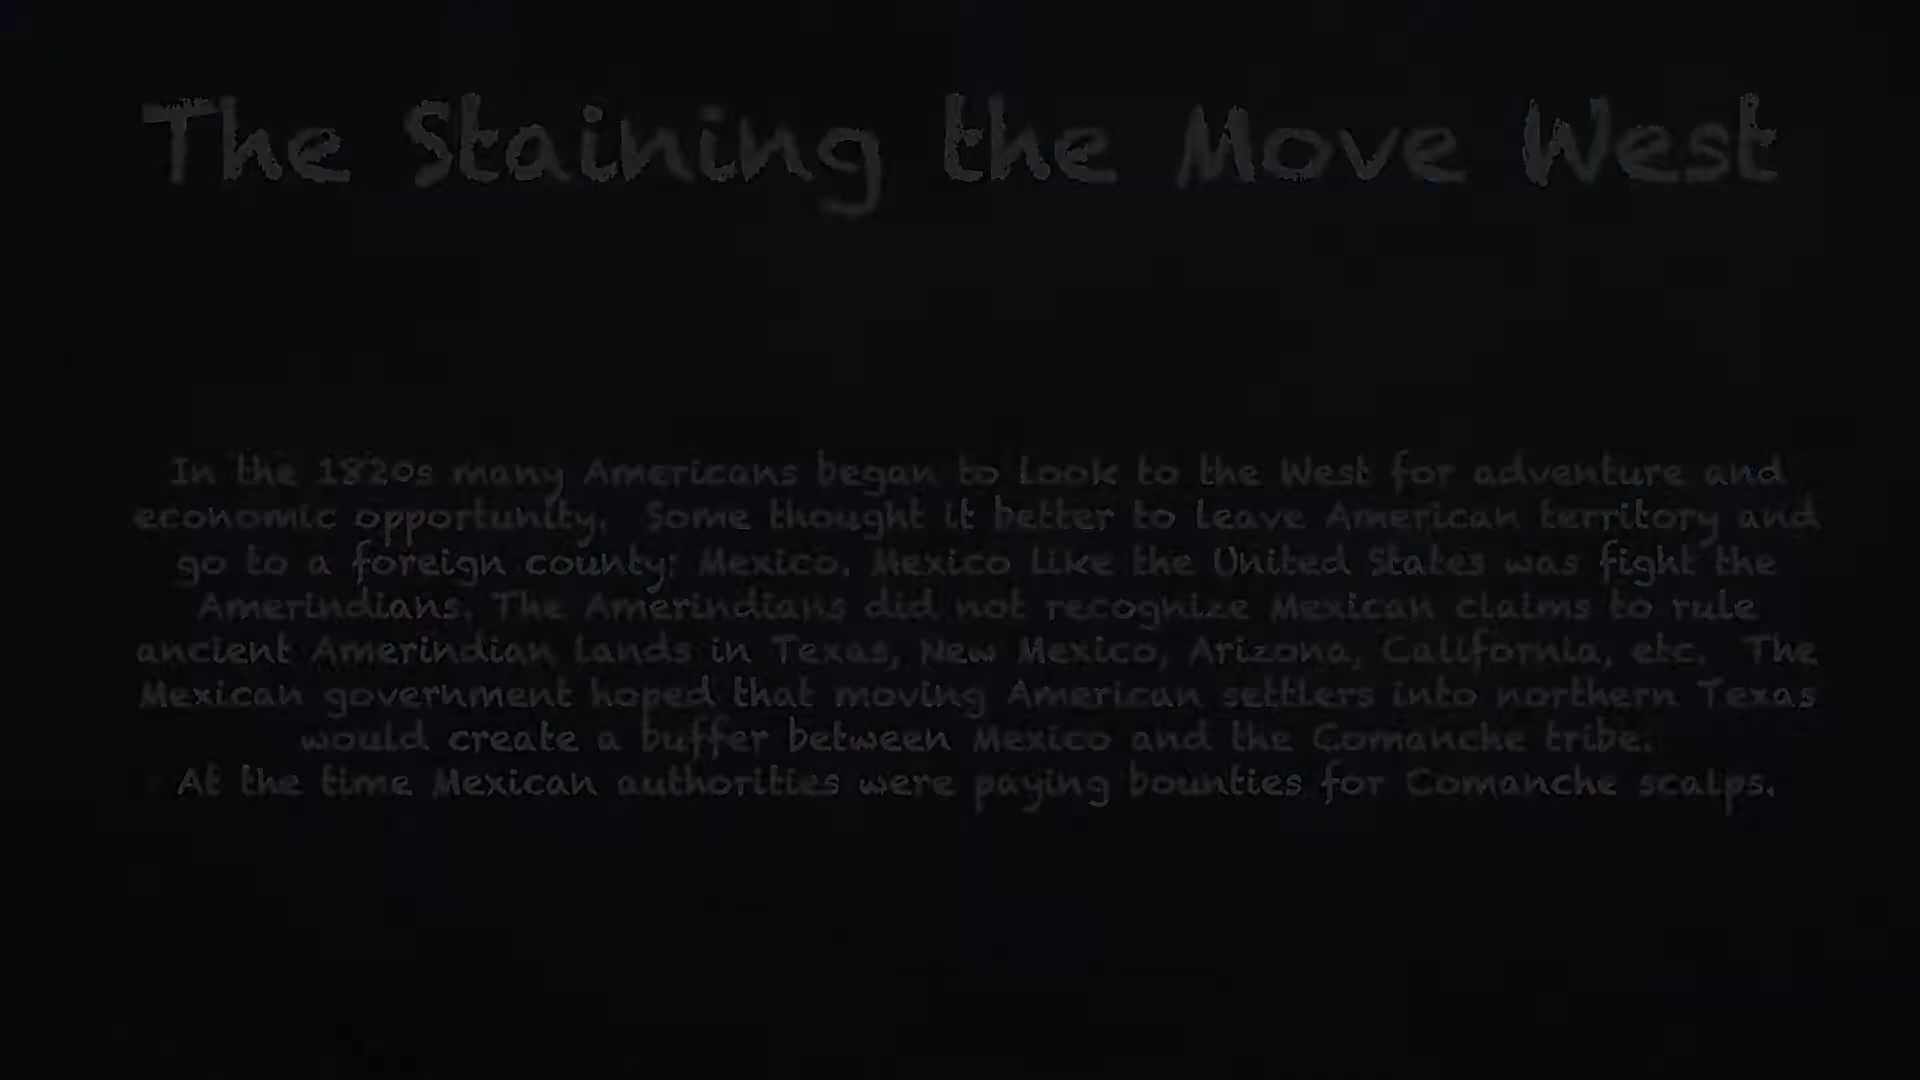 The Staining the Move West
In the 1820s many Americans began to look to the West for adventure and
economic opportunity.  Some thought it better to leave American territory and
go to a foreign county: Mexico. Mexico like the United States was fight the
Amerindians. The Amerindians did not recognize Mexican claims to rule
ancient Amerindian lands in Texas, New Mexico, Arizona, California, etc.  The
Mexican government hoped that moving American settlers into northern Texas
would create a buffer between Mexico and the Comanche tribe.
At the time Mexican authorities were paying bounties for Comanche scalps.